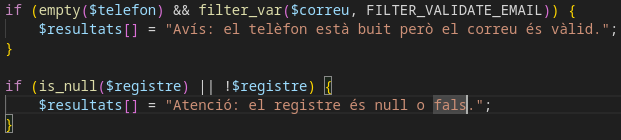 if (empty($telefon) && filter_var($correu, FILTER_VALIDATE_EMAIL)) {
    $resultats[] = "Avís: el telèfon està buit però el correu és vàlid.";
}

if (is_null($registre) || !$registre) {
    $resultats[] = "Atenció: el registre és null o fals.";
}